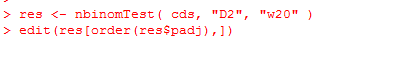 > res <- nbinomTest( cds, "D2", "w20" )
> edit(res[order(res$padj),])